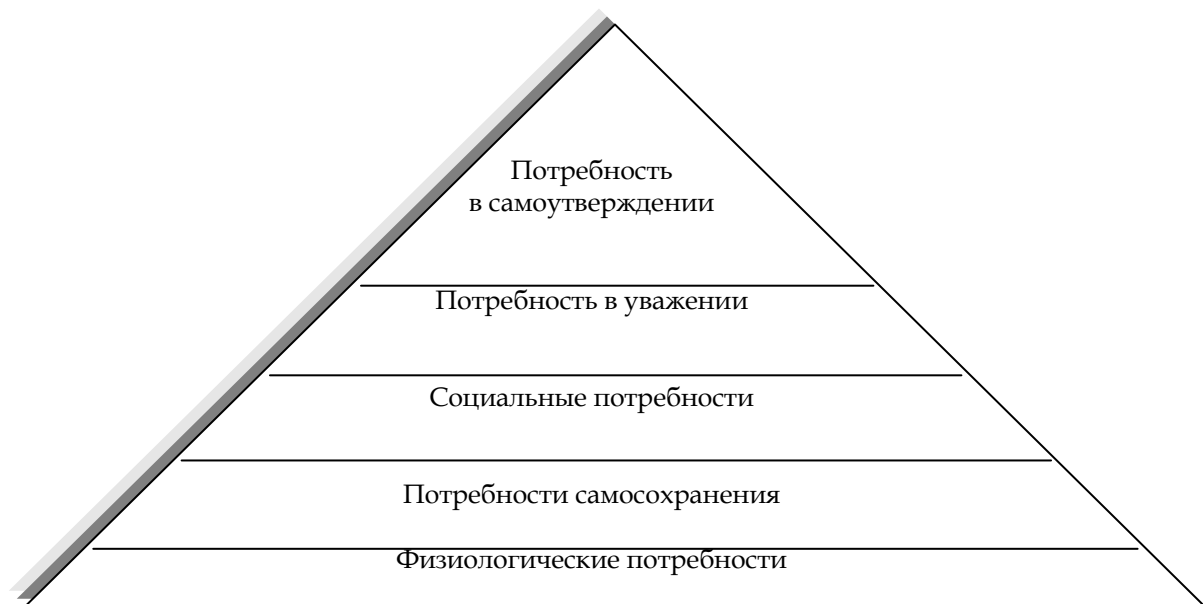 Потребность
в самоутверждении
Потребность в уважении
Социальные потребности
Потребности самосохранения
Физиологические потребности